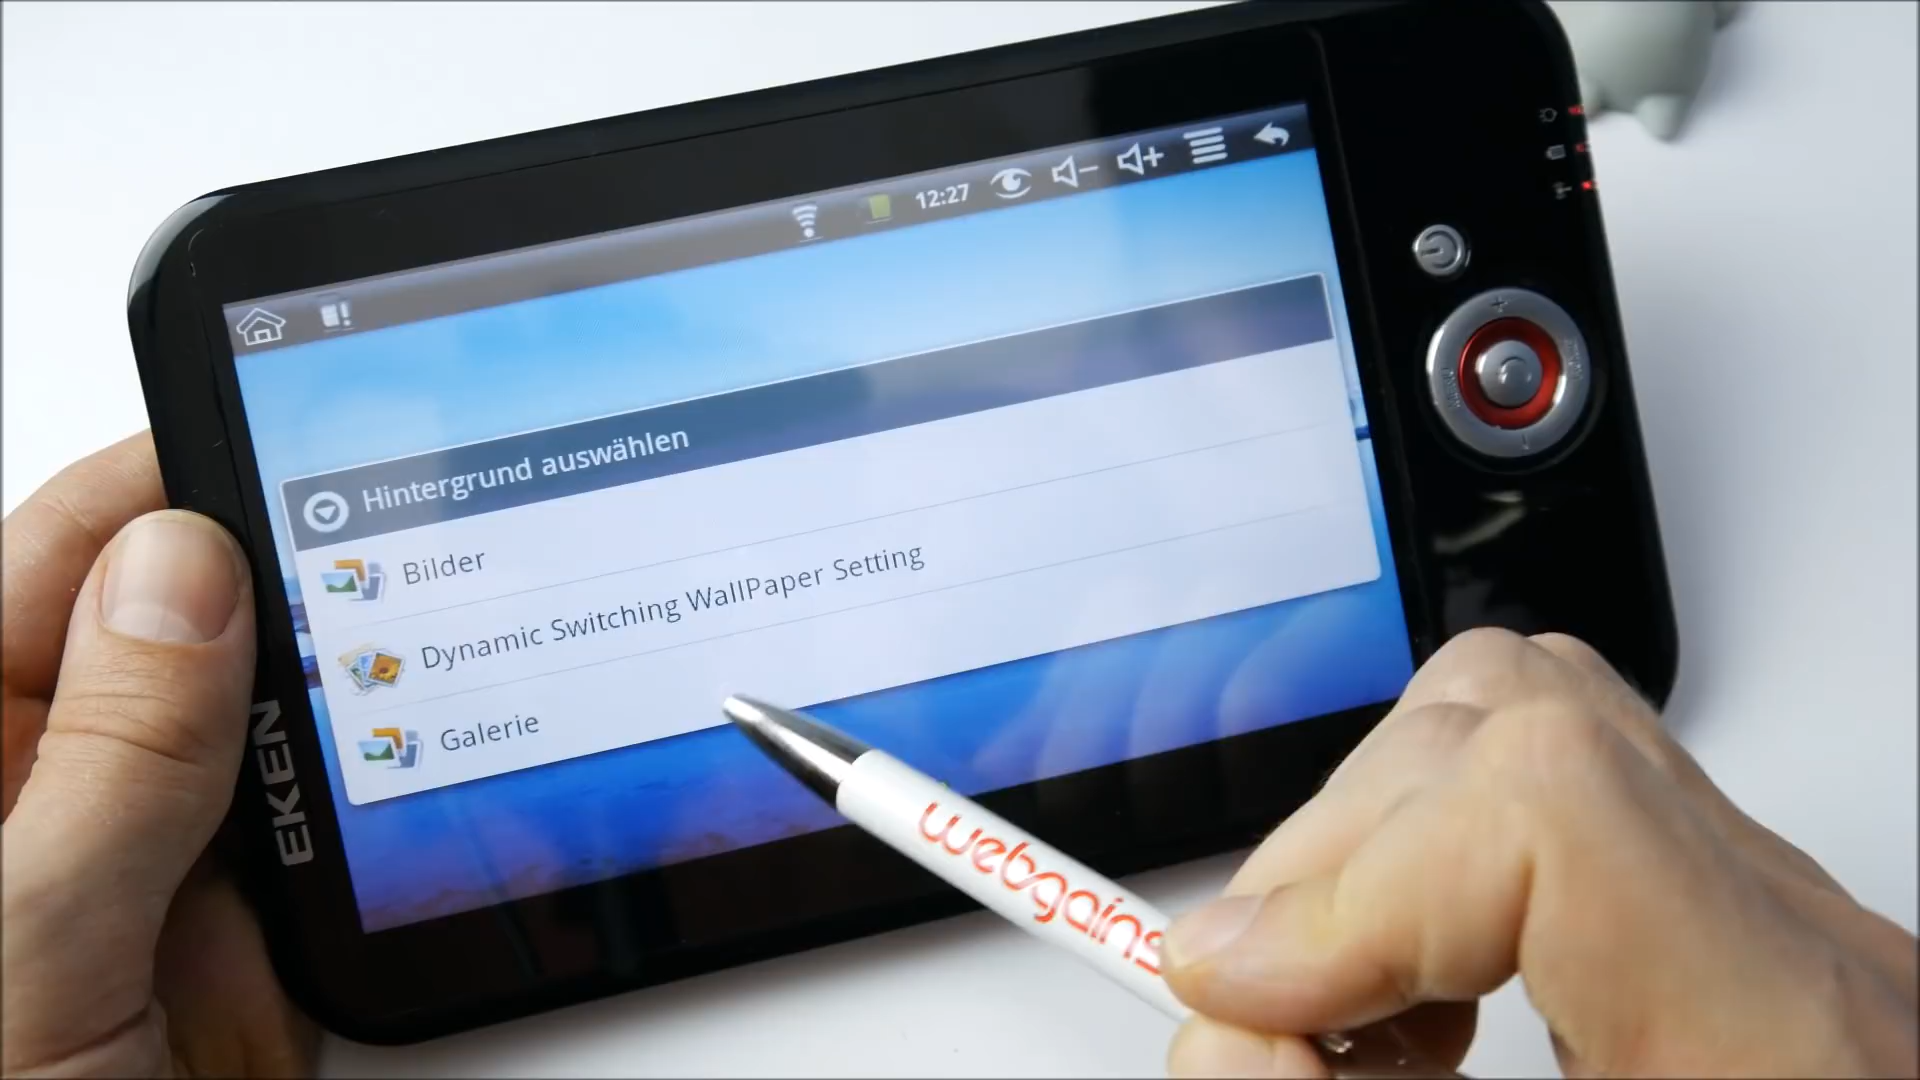 12:27
Hintergrund auswählen
Bilder
Dynamic Switching WallPaper Setting
Galerie
EKEN
webgains